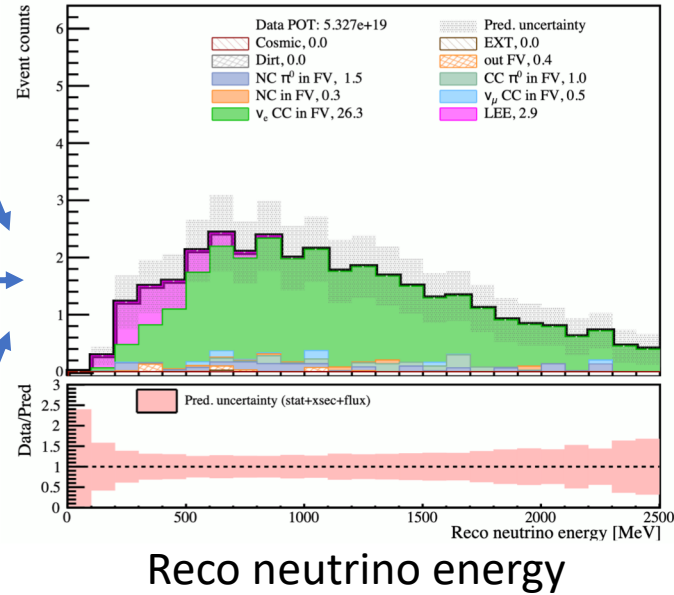 Data POT: 5.327e+19 Pred. uncertainty
Cosmic, 0.0 EXT, 0.0
Dirt, 0.0 out FV, 0.4
NC π⁰ in FV, 1.5 CC π⁰ in FV, 1.0
NC in FV, 0.3 νμ CC in FV, 0.5
νe CC in FV, 26.3 LEE, 2.9
Event counts
6
5
4
3
2
1
0
Data/Pred
3
2.5
2
1.5
1
0.5
0
Pred. uncertainty (stat+xsec+flux)
0 500 1000 1500 2000 2500
Reco neutrino energy [MeV]
Reco neutrino energy